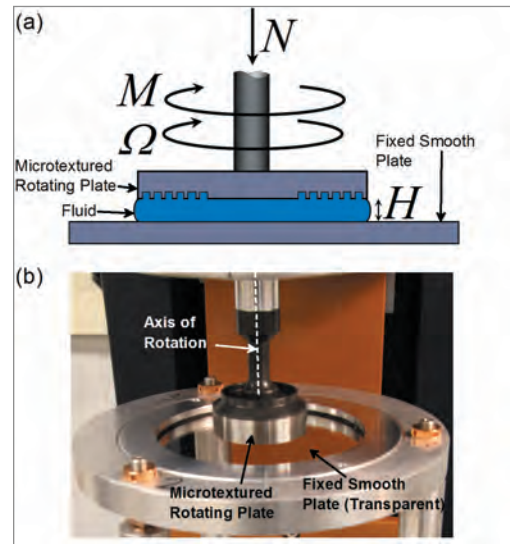 (a)
N
M
Ω
Fixed Smooth
Plate
Microtextured
Rotating Plate
Fluid
H
(b)
Axis of
Rotation
Microtextured
Rotating Plate
Fixed Smooth
Plate (Transparent)